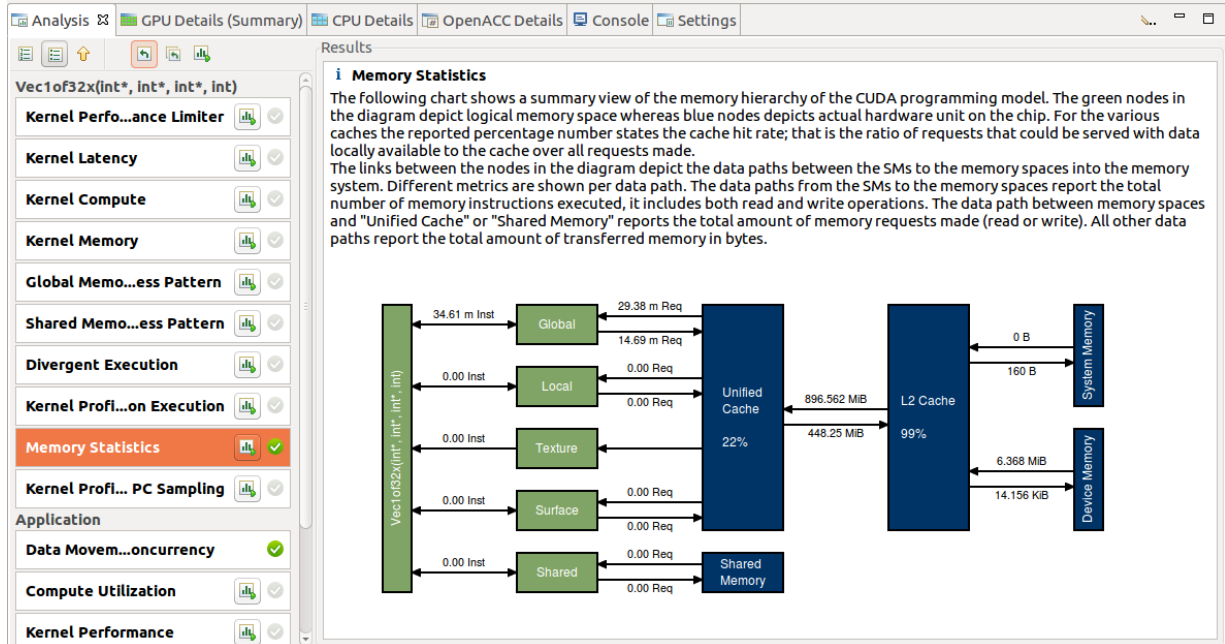 Analysis
GPU Details (Summary)
CPU Details
OpenACC Details
Console
Settings
Vec1of32x(int*, int*, int*, int)
Kernel Perfo...ance Limiter
Kernel Latency
Kernel Compute
Kernel Memory
Global Memo...ess Pattern
Shared Memo...ess Pattern
Divergent Execution
Kernel Profi...on Execution
Memory Statistics
Kernel Profi... PC Sampling
Application
Data Movem...oncurrency
Compute Utilization
Kernel Performance
Results
i Memory Statistics
The following chart shows a summary view of the memory hierarchy of the CUDA programming model. The green nodes in
the diagram depict logical memory space whereas blue nodes depicts actual hardware unit on the chip. For the various
caches the reported percentage number states the cache hit rate; that is the ratio of requests that could be served with data
locally available to the cache over all requests made.
The links between the nodes in the diagram depict the data paths between the SMs to the memory spaces into the memory
system. Different metrics are shown per data path. The data paths from the SMs to the memory spaces report the total
number of memory instructions executed, it includes both read and write operations. The data path between memory spaces
and "Unified Cache" or "Shared Memory" reports the total amount of memory requests made (read or write). All other data
paths report the total amount of transferred memory in bytes.
Vec1of32x(int*, int*, int*, int)
34.61 m Inst
Global
29.38 m Req
14.69 m Req
0.00 Inst
Local
0.00 Req
0.00 Req
0.00 Inst
Texture
0.00 Inst
Surface
0.00 Req
0.00 Req
0.00 Inst
Shared
0.00 Req
0.00 Req
Unified
Cache
22%
Shared
Memory
896.562 MiB
448.25 MiB
L2 Cache
99%
0 B
160 B
System Memory
6.368 MiB
14.156 KiB
Device Memory